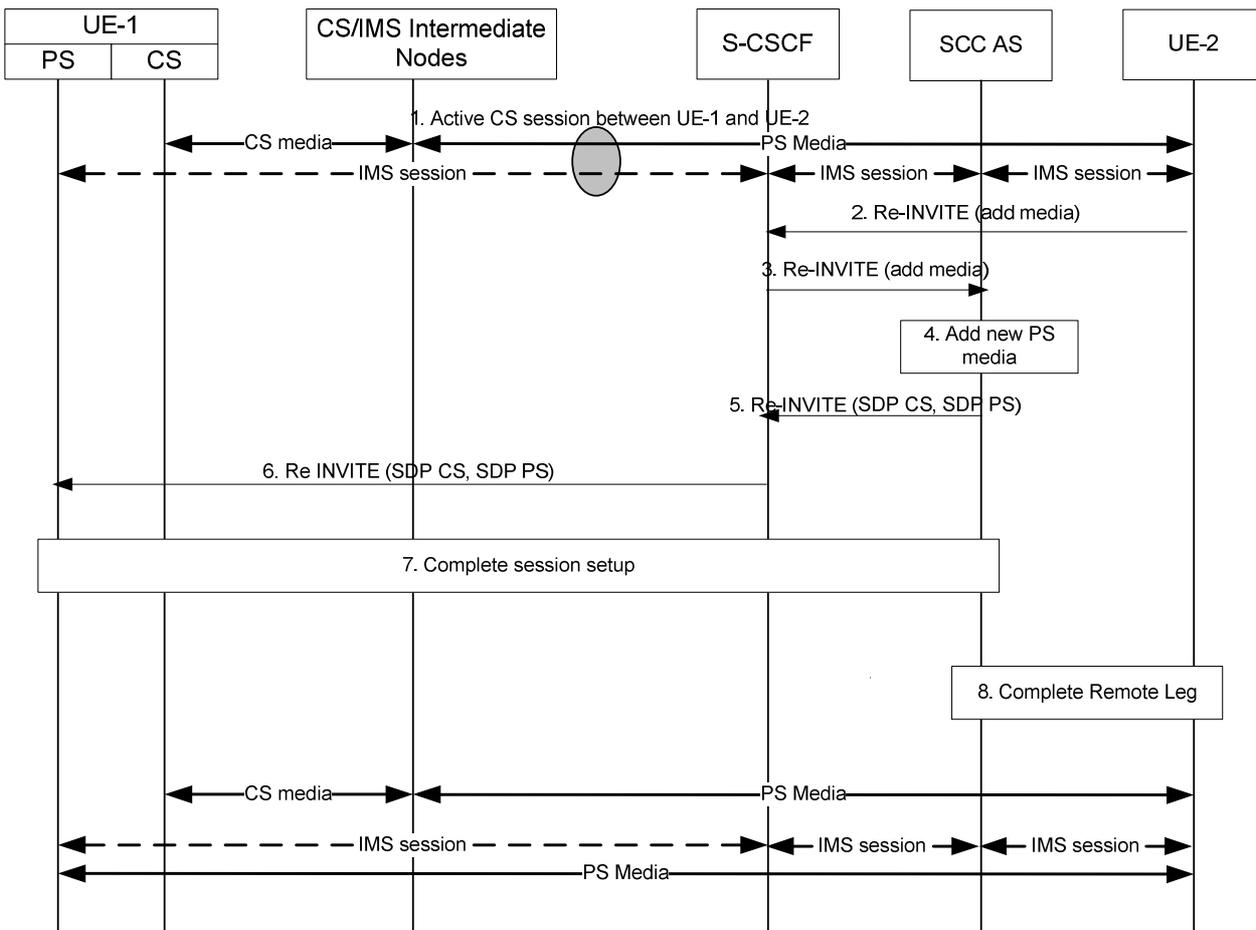 UE-1
PS
CS
CS/IMS Intermediate
Nodes
S-CSCF
SCC AS
UE-2
1. Active CS session between UE-1 and UE-2
CS media
PS Media
IMS session
IMS session
IMS session
2. Re-INVITE (add media)
3. Re-INVITE (add media)
4. Add new PS
media
5. Re-INVITE (SDP CS, SDP PS)
6. Re INVITE (SDP CS, SDP PS)
7. Complete session setup
8. Complete Remote Leg
CS media
PS Media
IMS session
IMS session
IMS session
PS Media